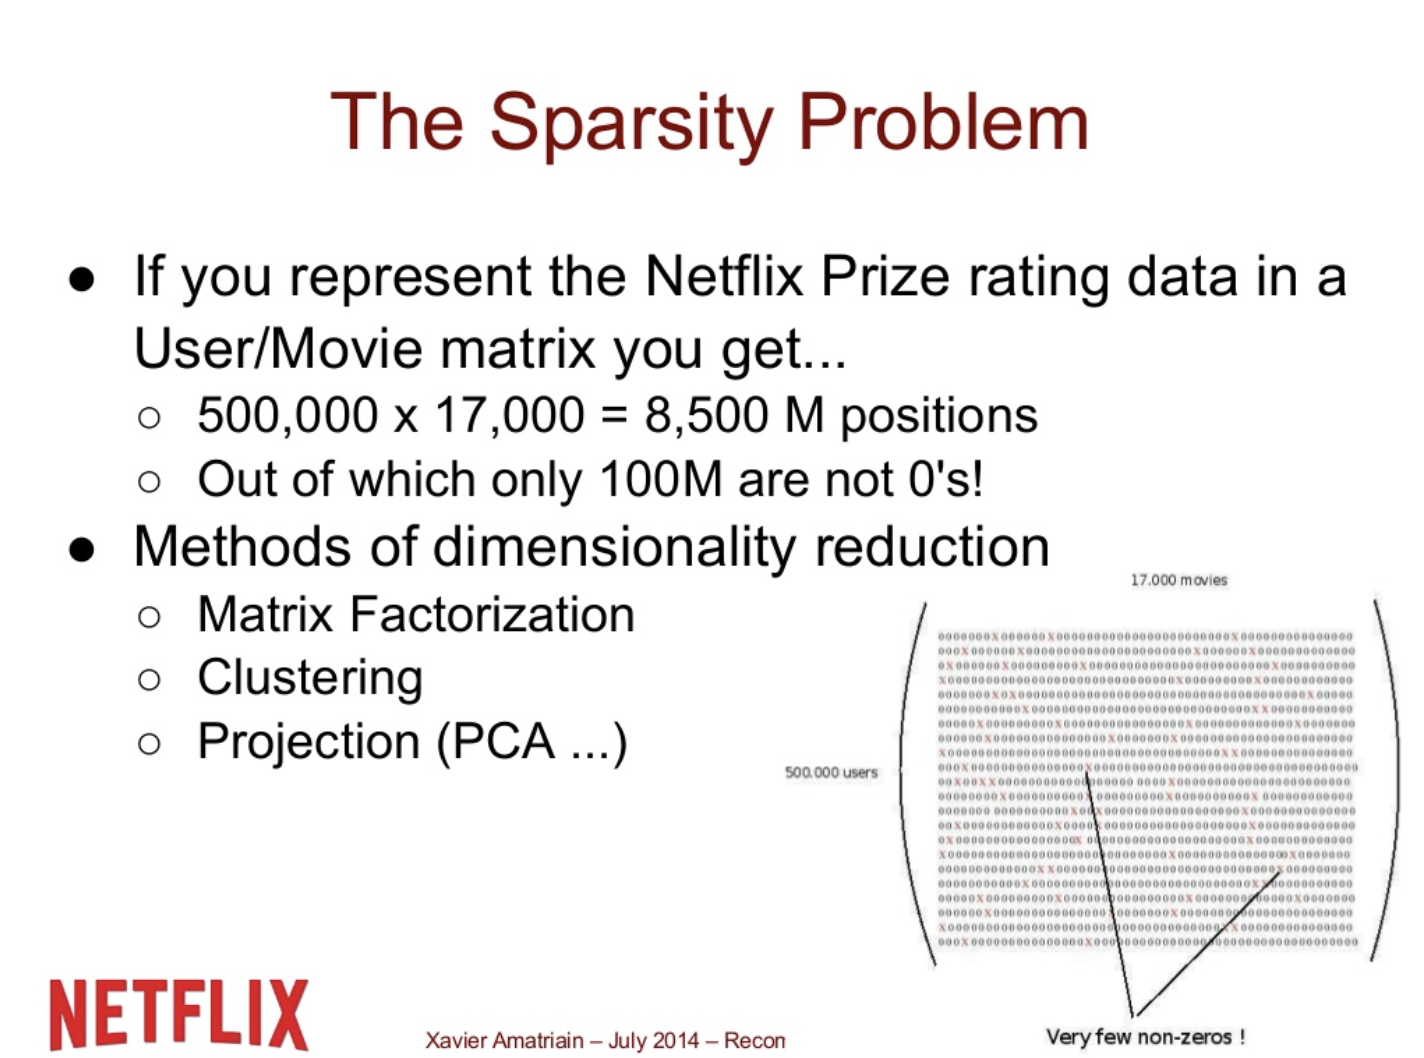 The Sparsity Problem
● If you represent the Netflix Prize rating data in a
User/Movie matrix you get...
○ 500,000 x 17,000 = 8,500 M positions
○ Out of which only 100M are not 0's!
● Methods of dimensionality reduction
○ Matrix Factorization
○ Clustering
○ Projection (PCA ...)
17.000 movies
500.000 users
Very few non-zeros !
NETFLIX
Xavier Amatriain – July 2014 – Recon